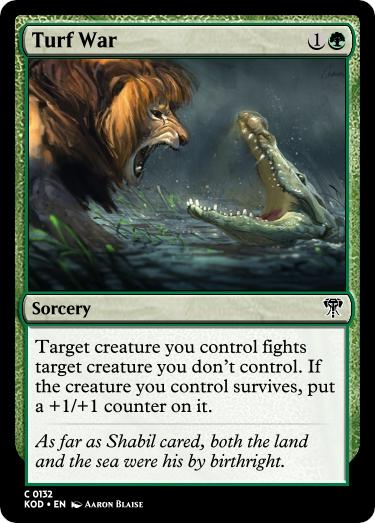 Turf War 1
Sorcery
Target creature you control fights
target creature you don't control. If
the creature you control survives, put
a +1/+1 counter on it.
As far as Shabil cared, both the land
and the sea were his by birthright.
C 0132
KOD • EN Aaron Blaise